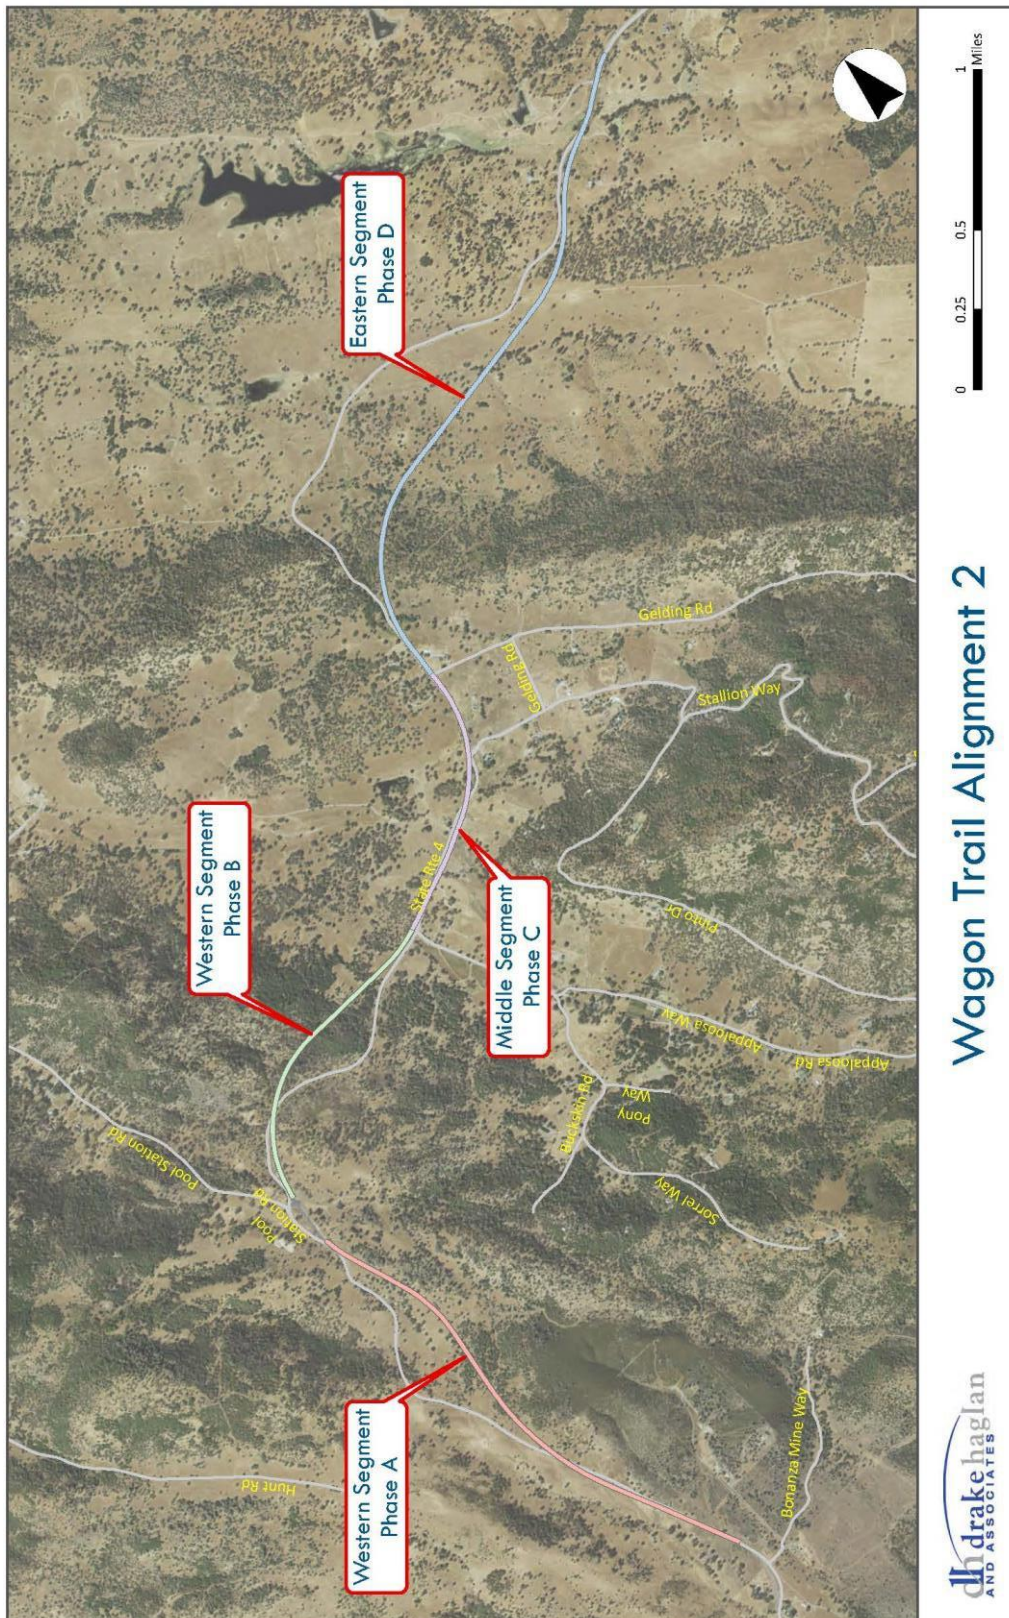 Eastern Segment
Phase D
Western Segment
Phase B
Middle Segment
Phase C
Western Segment
Phase A
State Rte 4
Gelding Rd
Gelding Rd
Stallion Way
Pinto Dr
Appaloosa Way
Appaloosa Rd
Buckskin Rd
Pony
Way
Sorrel Way
Pool Station Rd
Pool
Station Rd
Hunt Rd
Bonanza Mine Way
Wagon Trail Alignment 2
0
0.25
0.5
1
Miles
dh drakehaglan
AND ASSOCIATES